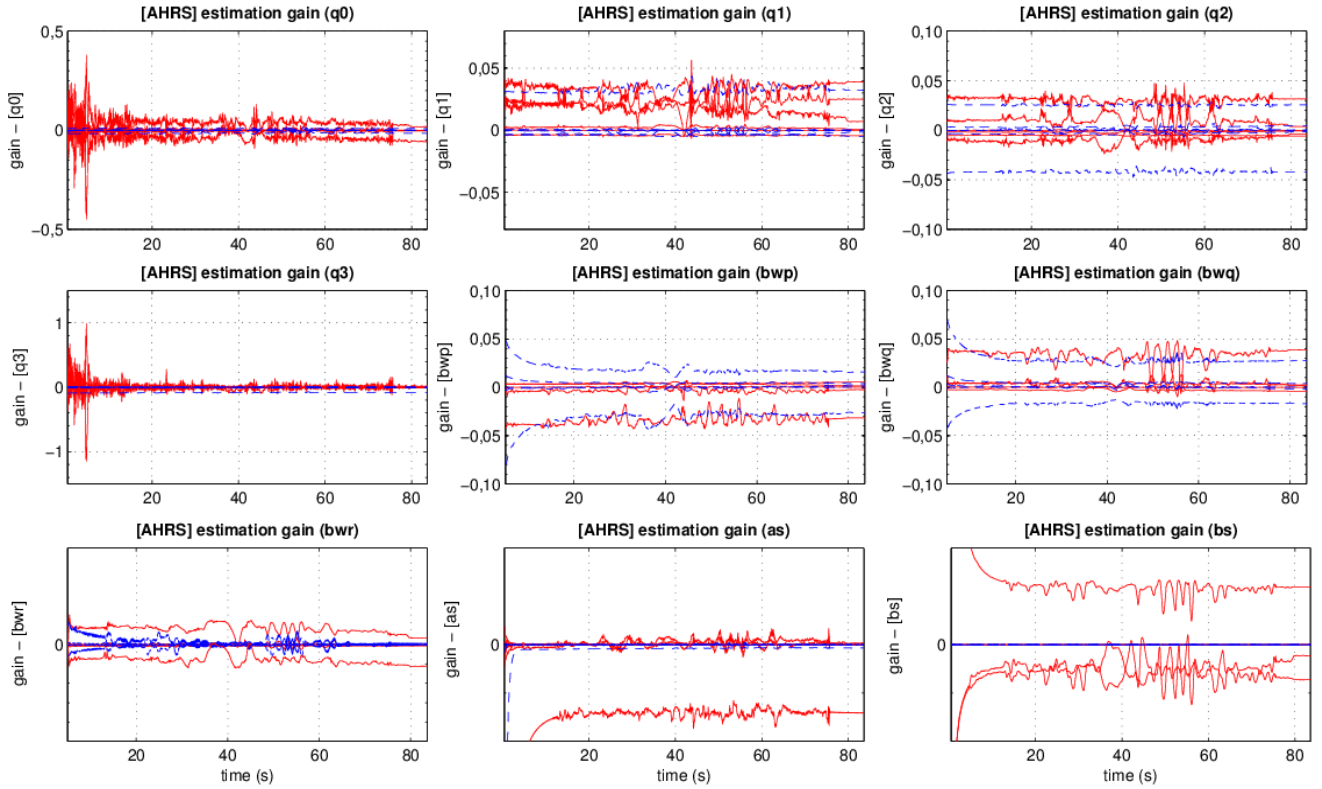 [AHRS] estimation gain (q0)
[AHRS] estimation gain (q1)
[AHRS] estimation gain (q2)
0,5
0
−0,5
gain − [q0]
20 40 60 80
0,05
0
−0,05
gain − [q1]
20 40 60 80
0,10
0,05
0
−0,05
−0,10
gain − [q2]
20 40 60 80
[AHRS] estimation gain (q3)
[AHRS] estimation gain (bwp)
[AHRS] estimation gain (bwq)
1
0
−1
gain − [q3]
20 40 60 80
0,10
0,05
0
−0,05
−0,10
gain − [bwp]
20 40 60 80
0,10
0,05
0
−0,05
−0,10
gain − [bwq]
20 40 60 80
[AHRS] estimation gain (bwr)
[AHRS] estimation gain (as)
[AHRS] estimation gain (bs)
0
gain − [bwr]
20 40 60 80
time (s)
0
gain − [as]
20 40 60 80
time (s)
0
gain − [bs]
20 40 60 80
time (s)